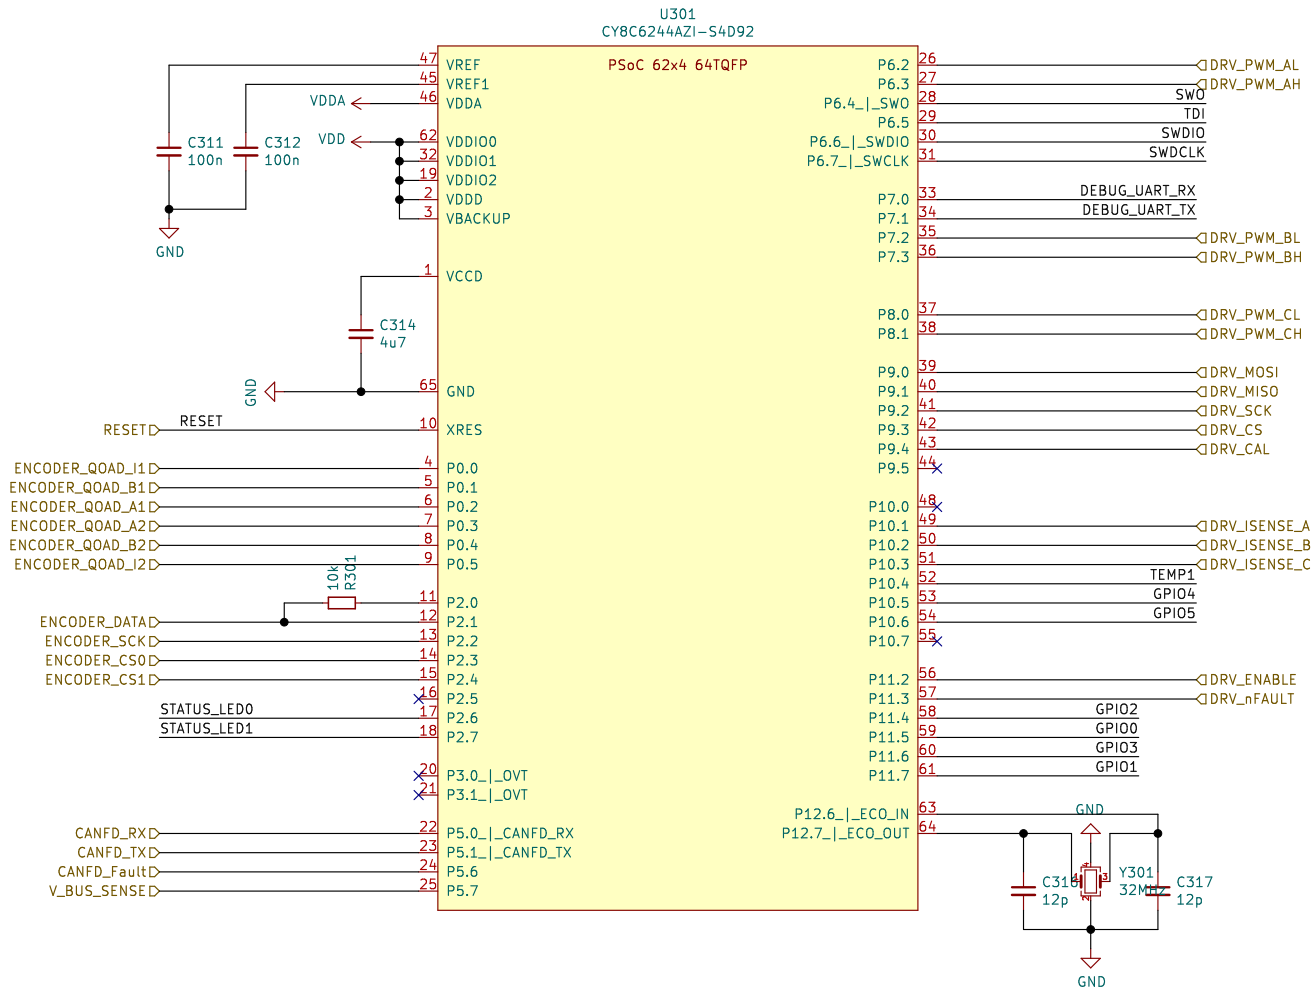 U301
CY8C6244AZI-S4D92
PSoC 62x4 64TQFP
47 VREF
45 VREF1
VDDA 46 VDDA
VDD 62 VDDIO0
32 VDDIO1
19 VDDIO2
2 VDDD
3 VBACKUP
C311
100n
C312
100n
GND
1 VCCD
C314
4u7
GND 65 GND
RESET RESET 10 XRES
ENCODER_QOAD_I1 4 P0.0
ENCODER_QOAD_B1 5 P0.1
ENCODER_QOAD_A1 6 P0.2
ENCODER_QOAD_A2 7 P0.3
ENCODER_QOAD_B2 8 P0.4
ENCODER_QOAD_I2 9 P0.5
10k
R301
11 P2.0
ENCODER_DATA 12 P2.1
ENCODER_SCK 13 P2.2
ENCODER_CS0 14 P2.3
ENCODER_CS1 15 P2.4
16 P2.5
STATUS_LED0 17 P2.6
STATUS_LED1 18 P2.7
20 P3.0_|_OVT
21 P3.1_|_OVT
CANFD_RX 22 P5.0_|_CANFD_RX
CANFD_TX 23 P5.1_|_CANFD_TX
CANFD_Fault 24 P5.6
V_BUS_SENSE 25 P5.7
P6.2 26 DRV_PWM_AL
P6.3 27 DRV_PWM_AH
P6.4_|_SWO 28 SWO
P6.5 29 TDI
P6.6_|_SWDIO 30 SWDIO
P6.7_|_SWCLK 31 SWDCLK
P7.0 33 DEBUG_UART_RX
P7.1 34 DEBUG_UART_TX
P7.2 35 DRV_PWM_BL
P7.3 36 DRV_PWM_BH
P8.0 37 DRV_PWM_CL
P8.1 38 DRV_PWM_CH
P9.0 39 DRV_MOSI
P9.1 40 DRV_MISO
P9.2 41 DRV_SCK
P9.3 42 DRV_CS
P9.4 43 DRV_CAL
P9.5 44
P10.0 48
P10.1 49 DRV_ISENSE_A
P10.2 50 DRV_ISENSE_B
P10.3 51 DRV_ISENSE_C
P10.4 52 TEMP1
P10.5 53 GPIO4
P10.6 54 GPIO5
P10.7 55
P11.2 56 DRV_ENABLE
P11.3 57 DRV_nFAULT
P11.4 58 GPIO2
P11.5 59 GPIO0
P11.6 60 GPIO3
P11.7 61 GPIO1
P12.6_|_ECO_IN 63
P12.7_|_ECO_OUT 64
GND
C316
12p
1
2
3
4
Y301
32MHz
C317
12p
GND